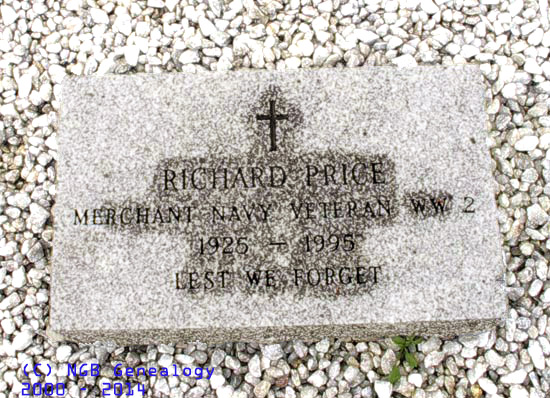 RICHARD PRICE
MERCHANT NAVY VETERAN WW 2
1925 - 1995
LEST WE FORGET
(C) NGB Genealogy
2000 - 2014